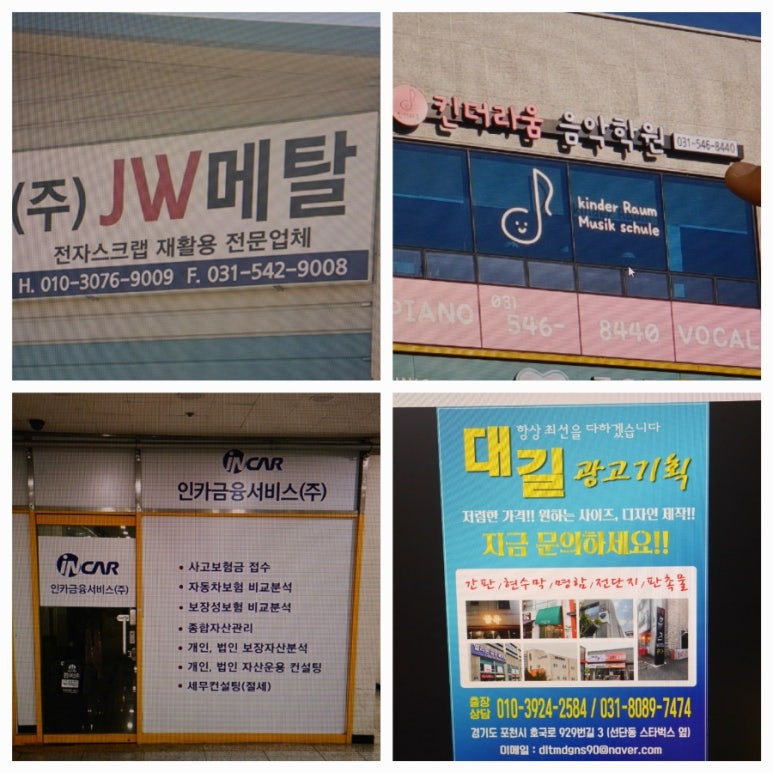 (주) JW메탈
전자스크랩 재활용 전문업체
H. 010-3076-9009 F. 031-542-9008
킨더라움 음악학원 031-546-8440
kinder Raum
Musik schule
PIANO 031 546- 8440 VOCAL
iNCAR
인카금융서비스(주)
iNCAR
인카금융서비스(주)
• 사고보험금 접수
• 자동차보험 비교분석
• 보장성보험 비교분석
• 종합자산관리
• 개인, 법인 보장자산분석
• 개인, 법인 자산운용 컨설팅
• 세무컨설팅(절세)
항상 최선을 다하겠습니다
대길 광고기획
저렴한 가격!! 원하는 사이즈, 디자인 제작!!
지금 문의하세요!!
간판/현수막/명함/전단지/판촉물
출장
상담 010-3924-2584 / 031-8089-7474
경기도 포천시 호국로 929번길 3 (선단동 스타벅스 옆)
이메일 : dltmdgns90@naver.com